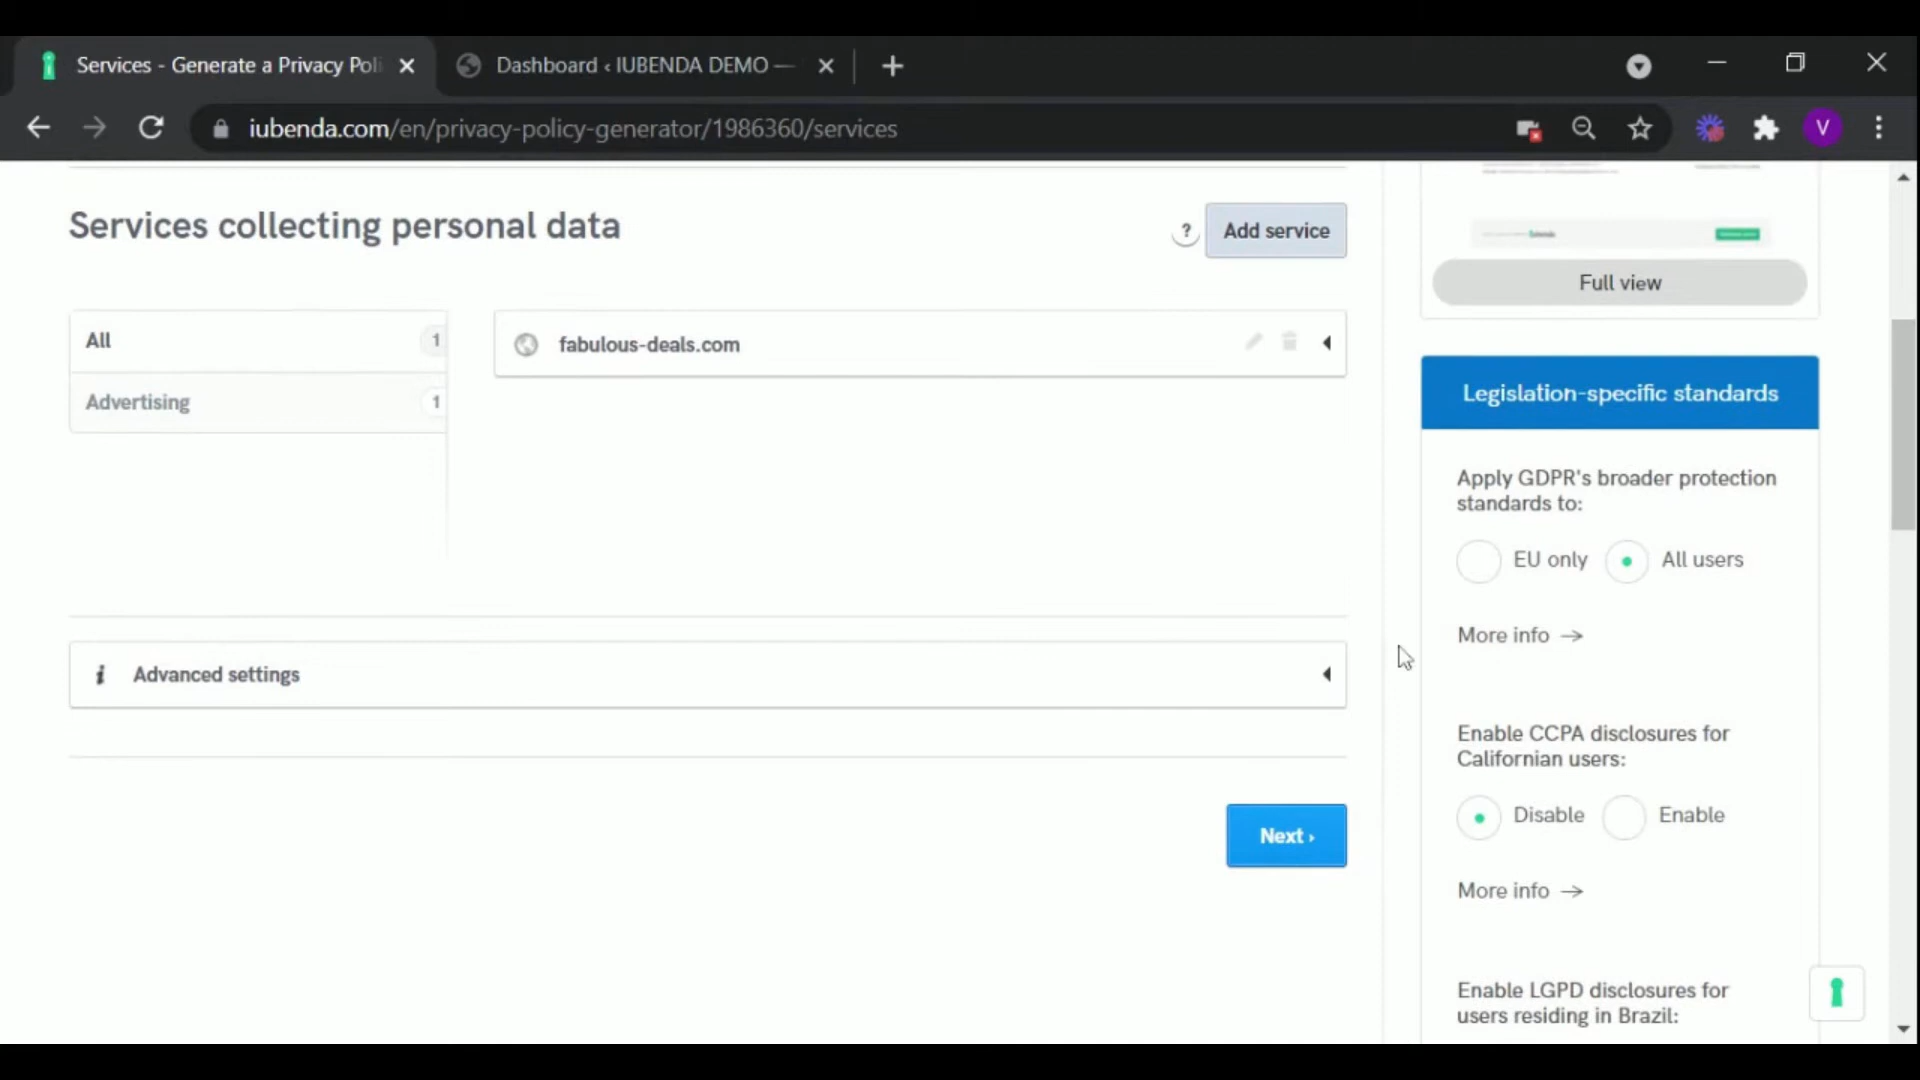 Services - Generate a Privacy Poli
Dashboard ‹ IUBENDA DEMO —
iubenda.com/en/privacy-policy-generator/1986360/services
V
Services collecting personal data
?
Add service
Full view
All
1
fabulous-deals.com
Advertising
1
Legislation-specific standards
Apply GDPR's broader protection
standards to:
EU only
All users
More info →
i
Advanced settings
Enable CCPA disclosures for
Californian users:
Disable
Enable
Next ›
More info →
Enable LGPD disclosures for
users residing in Brazil: